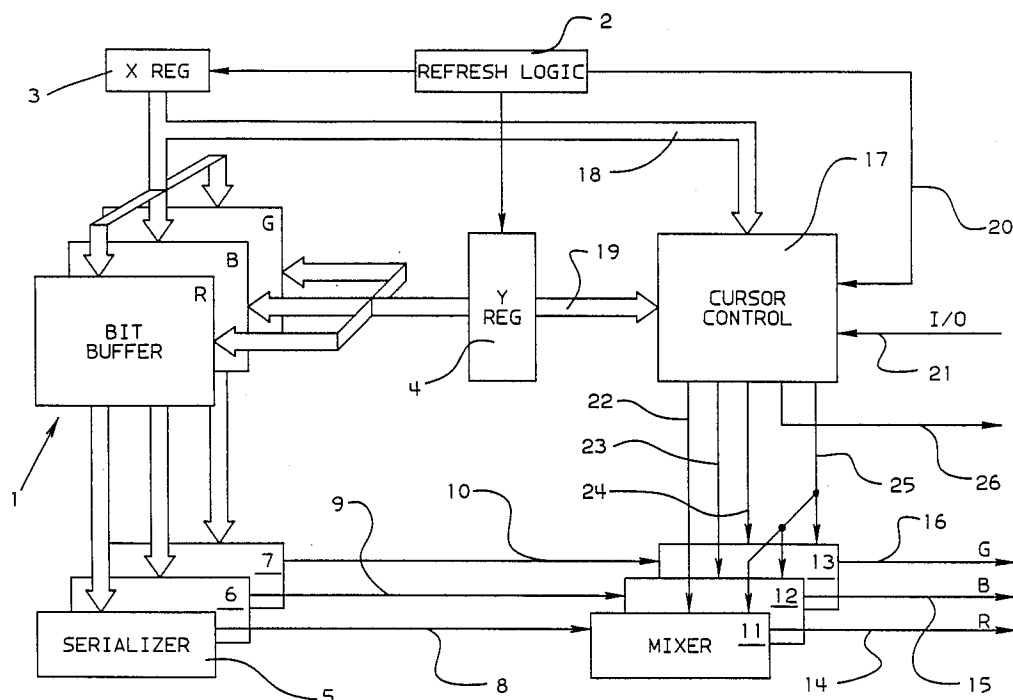 2
X REG
REFRESH LOGIC
3
18
17
G
20
B
19
R
Y
REG
CURSOR
CONTROL
BIT
BUFFER
I/O
4
21
22
23
26
1
24
25
9
10
16
G
7
13
B
6
12
R
SERIALIZER
MIXER
11
5
8
14
15